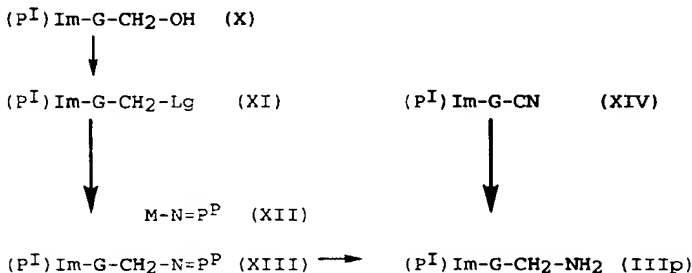 (P^I)Im-G-CH2-OH (X)
(P^I)Im-G-CH2-Lg (XI) (P^I)Im-G-CN (XIV)
M-N=P^P (XII)
(P^I)Im-G-CH2-N=P^P (XIII) → (P^I)Im-G-CH2-NH2 (IIIp)